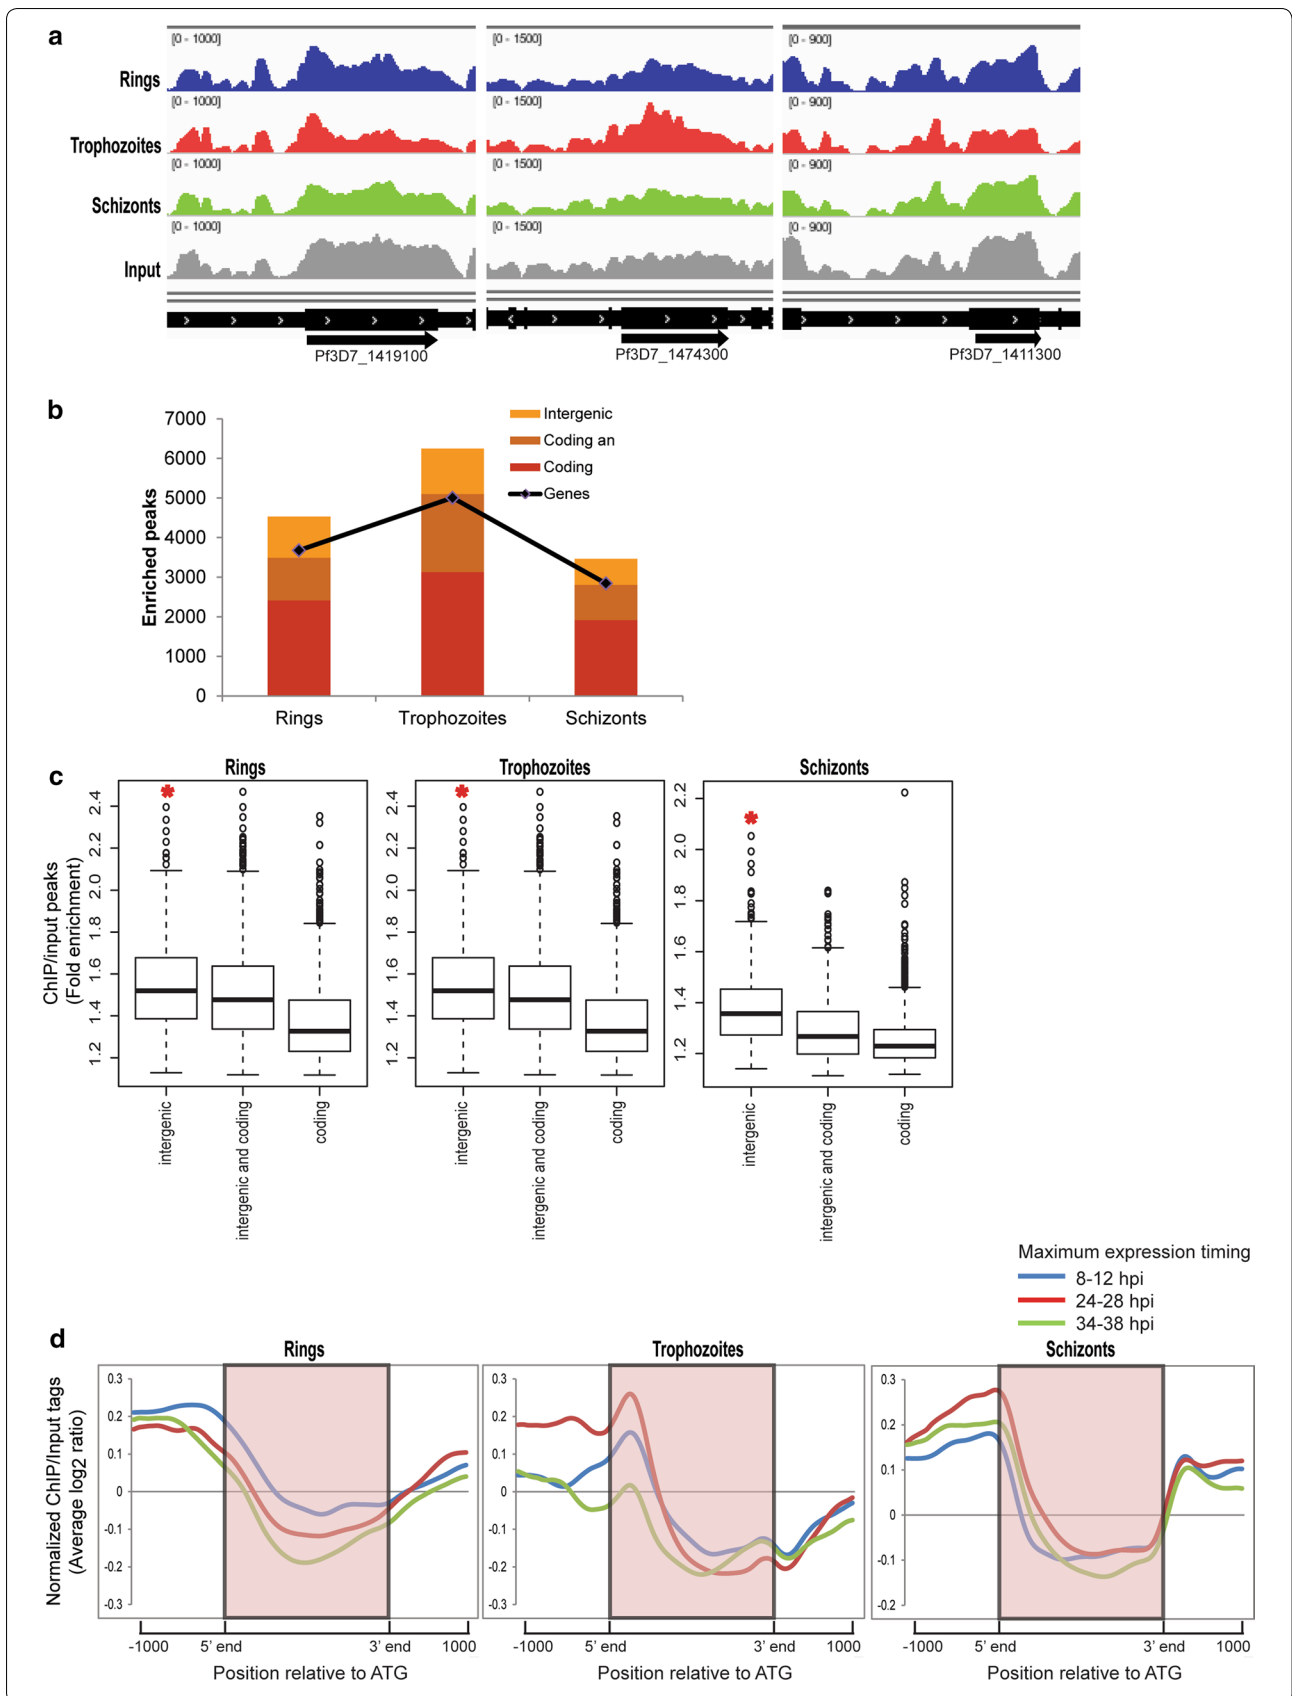 a
[0 - 1000] [0 - 1500] [0 - 900]
Rings
[0 - 1000] [0 - 1500] [0 - 900]
Trophozoites
[0 - 1000] [0 - 1500] [0 - 900]
Schizonts
[0 - 1000] [0 - 1500] [0 - 900]
Input
Pf3D7_1419100 Pf3D7_1474300 Pf3D7_1411300
b
Enriched peaks
7000
6000
5000
4000
3000
2000
1000
0
Intergenic
Coding an
Coding
Genes
Rings Trophozoites Schizonts
c
ChIP/input peaks
(Fold enrichment)
Rings
2.4
2.2
2.0
1.8
1.6
1.4
1.2
*
intergenic
intergenic and coding
coding
Trophozoites
2.4
2.2
2.0
1.8
1.6
1.4
1.2
*
intergenic
intergenic and coding
coding
Schizonts
2.2
2.0
1.8
1.6
1.4
1.2
*
intergenic
intergenic and coding
coding
Maximum expression timing
8-12 hpi
24-28 hpi
34-38 hpi
d
Normalized ChIP/Input tags
(Average log2 ratio)
Rings
0.3
0.2
0.1
0
-0.1
-0.2
-0.3
-1000 5' end 3' end 1000
Position relative to ATG
Trophozoites
0.3
0.2
0.1
0
-0.1
-0.2
-0.3
-1000 5' end 3' end 1000
Position relative to ATG
Schizonts
0.3
0.2
0.1
0
-0.1
-0.2
-1000 5' end 3' end 1000
Position relative to ATG